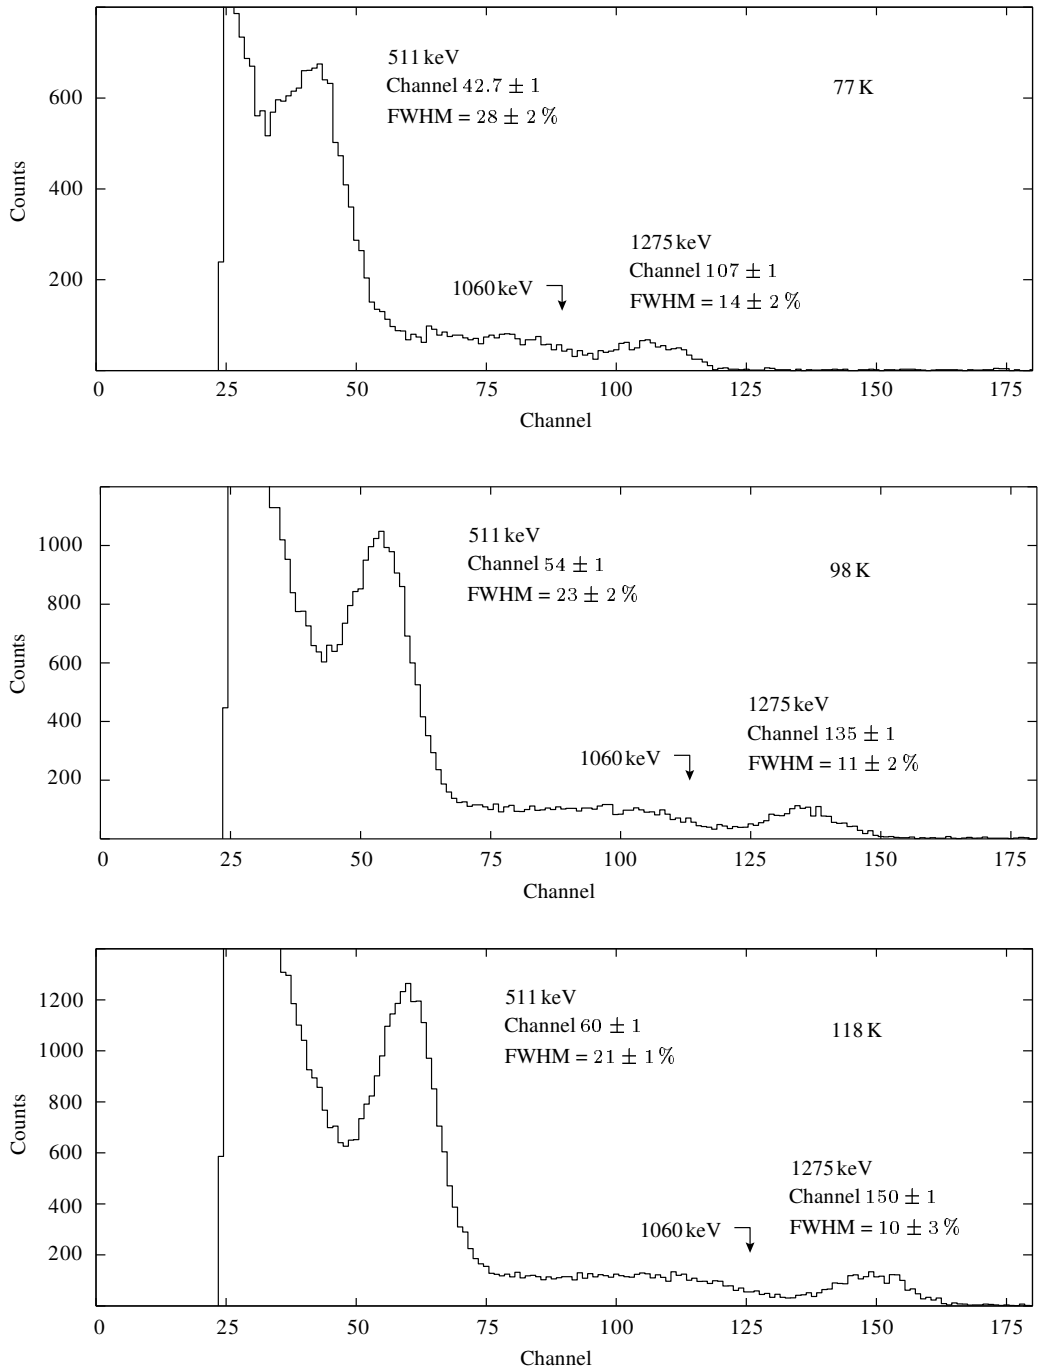 511 keV
Channel 42.7 ± 1
FWHM = 28 ± 2 %
77 K
600
400
200
Counts
1275 keV
Channel 107 ± 1
FWHM = 14 ± 2 %
1060 keV
0 25 50 75 100 125 150 175
Channel
511 keV
Channel 54 ± 1
FWHM = 23 ± 2 %
98 K
1000
800
600
400
200
Counts
1275 keV
Channel 135 ± 1
FWHM = 11 ± 2 %
1060 keV
0 25 50 75 100 125 150 175
Channel
511 keV
Channel 60 ± 1
FWHM = 21 ± 1 %
118 K
1200
1000
800
600
400
200
Counts
1275 keV
Channel 150 ± 1
FWHM = 10 ± 3 %
1060 keV
0 25 50 75 100 125 150 175
Channel